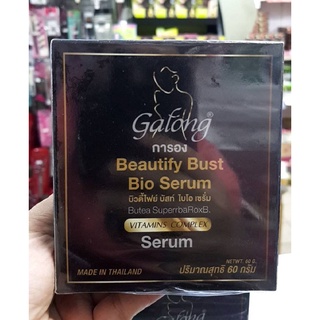 Galong®
การอง
Beautify Bust
Bio Serum
บิวตี้ไฟย์ บัสท์ ไบโอ เซรั่ม
Butea SuperrbaRoxB.
VITAMINS COMPLEX
Serum
NETWT. 60 G.
MADE IN THAILAND
ปริมาณสุทธิ 60 กรัม